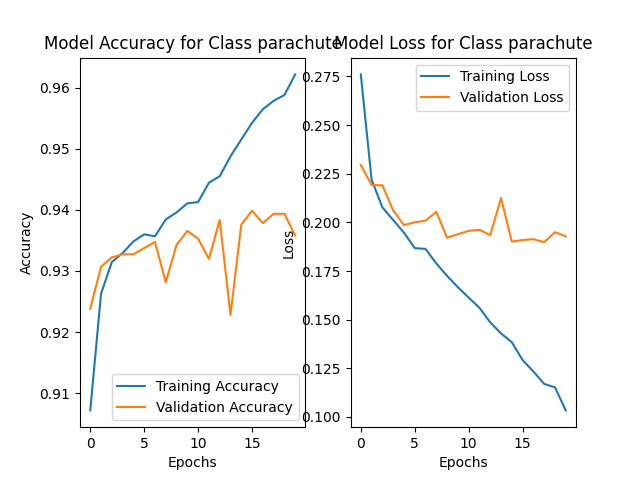 Model Accuracy for Class parachute
Model Loss for Class parachute
0.96
0.95
0.94
0.93
0.92
0.91
Accuracy
0
5
10
15
Epochs
Training Accuracy
Validation Accuracy
0.275
0.250
0.225
0.200
0.175
0.150
0.125
0.100
Loss
0
5
10
15
Epochs
Training Loss
Validation Loss